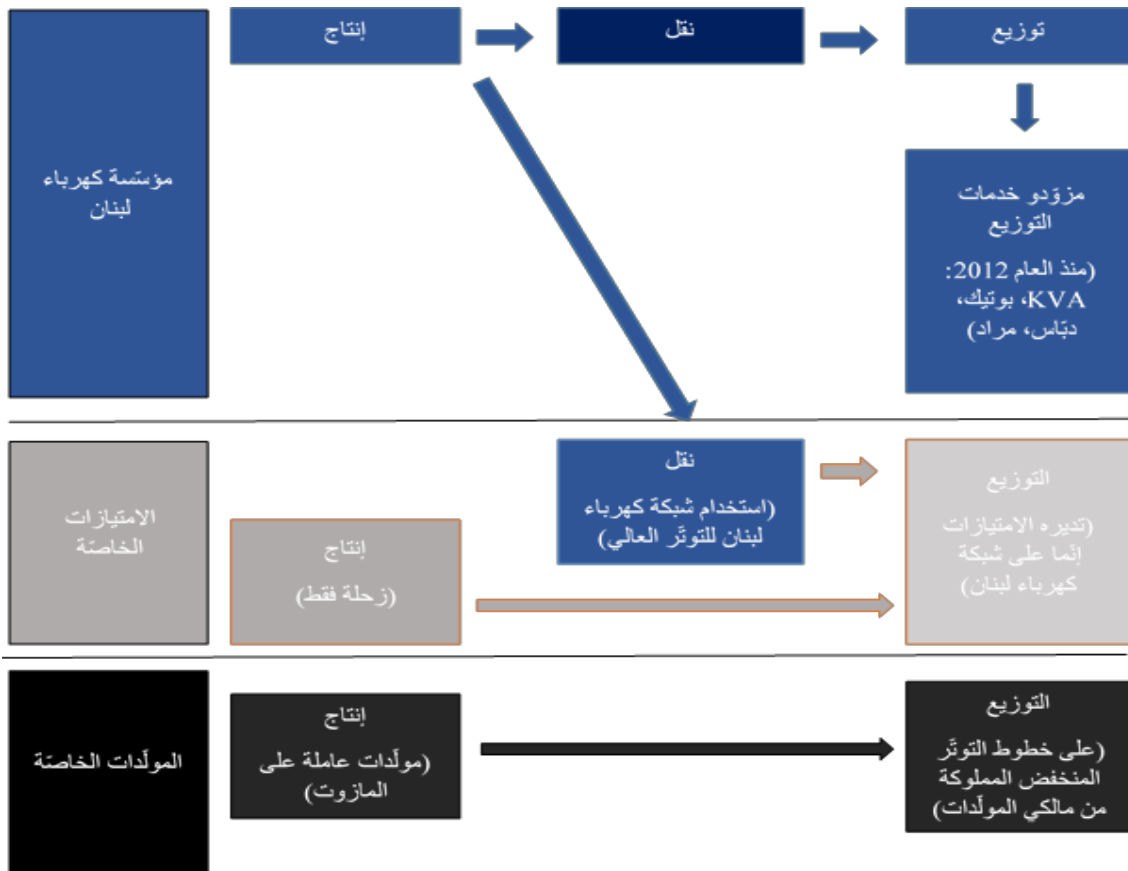 إنتاج
نقل
توزيع
مؤسّسة كهرباء
لبنان
مزوّدو خدمات
التوزيع
(منذ العام 2012:
KVA، بوتيك،
دبّاس، مراد)
الامتيازات
الخاصّة
إنتاج
(زحلة فقط)
نقل
(استخدام شبكة كهرباء
لبنان للتوتّر العالي)
التوزيع
(تديره الامتيازات
إنّما على شبكة
كهرباء لبنان)
المولّدات الخاصّة
إنتاج
(مولّدات عاملة على
المازوت)
التوزيع
(على خطوط التوتّر
المنخفض المملوكة
من مالكي المولّدات)